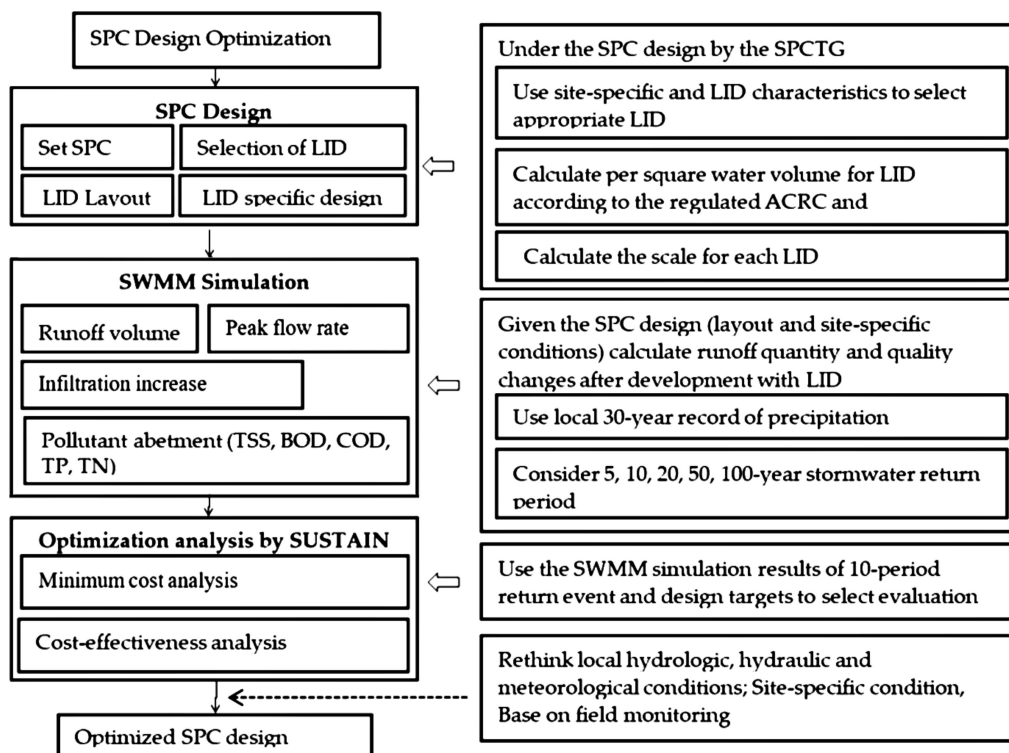 SPC Design Optimization
SPC Design
Set SPC
Selection of LID
LID Layout
LID specific design
SWMM Simulation
Runoff volume
Peak flow rate
Infiltration increase
Pollutant abetment (TSS, BOD, COD,
TP, TN)
Optimization analysis by SUSTAIN
Minimum cost analysis
Cost-effectiveness analysis
Optimized SPC design
Under the SPC design by the SPCTG
Use site-specific and LID characteristics to select
appropriate LID
Calculate per square water volume for LID
according to the regulated ACRC and
Calculate the scale for each LID
Given the SPC design (layout and site-specific
conditions) calculate runoff quantity and quality
changes after development with LID
Use local 30-year record of precipitation
Consider 5, 10, 20, 50, 100-year stormwater return
period
Use the SWMM simulation results of 10-period
return event and design targets to select evaluation
Rethink local hydrologic, hydraulic and
meteorological conditions; Site-specific condition,
Base on field monitoring